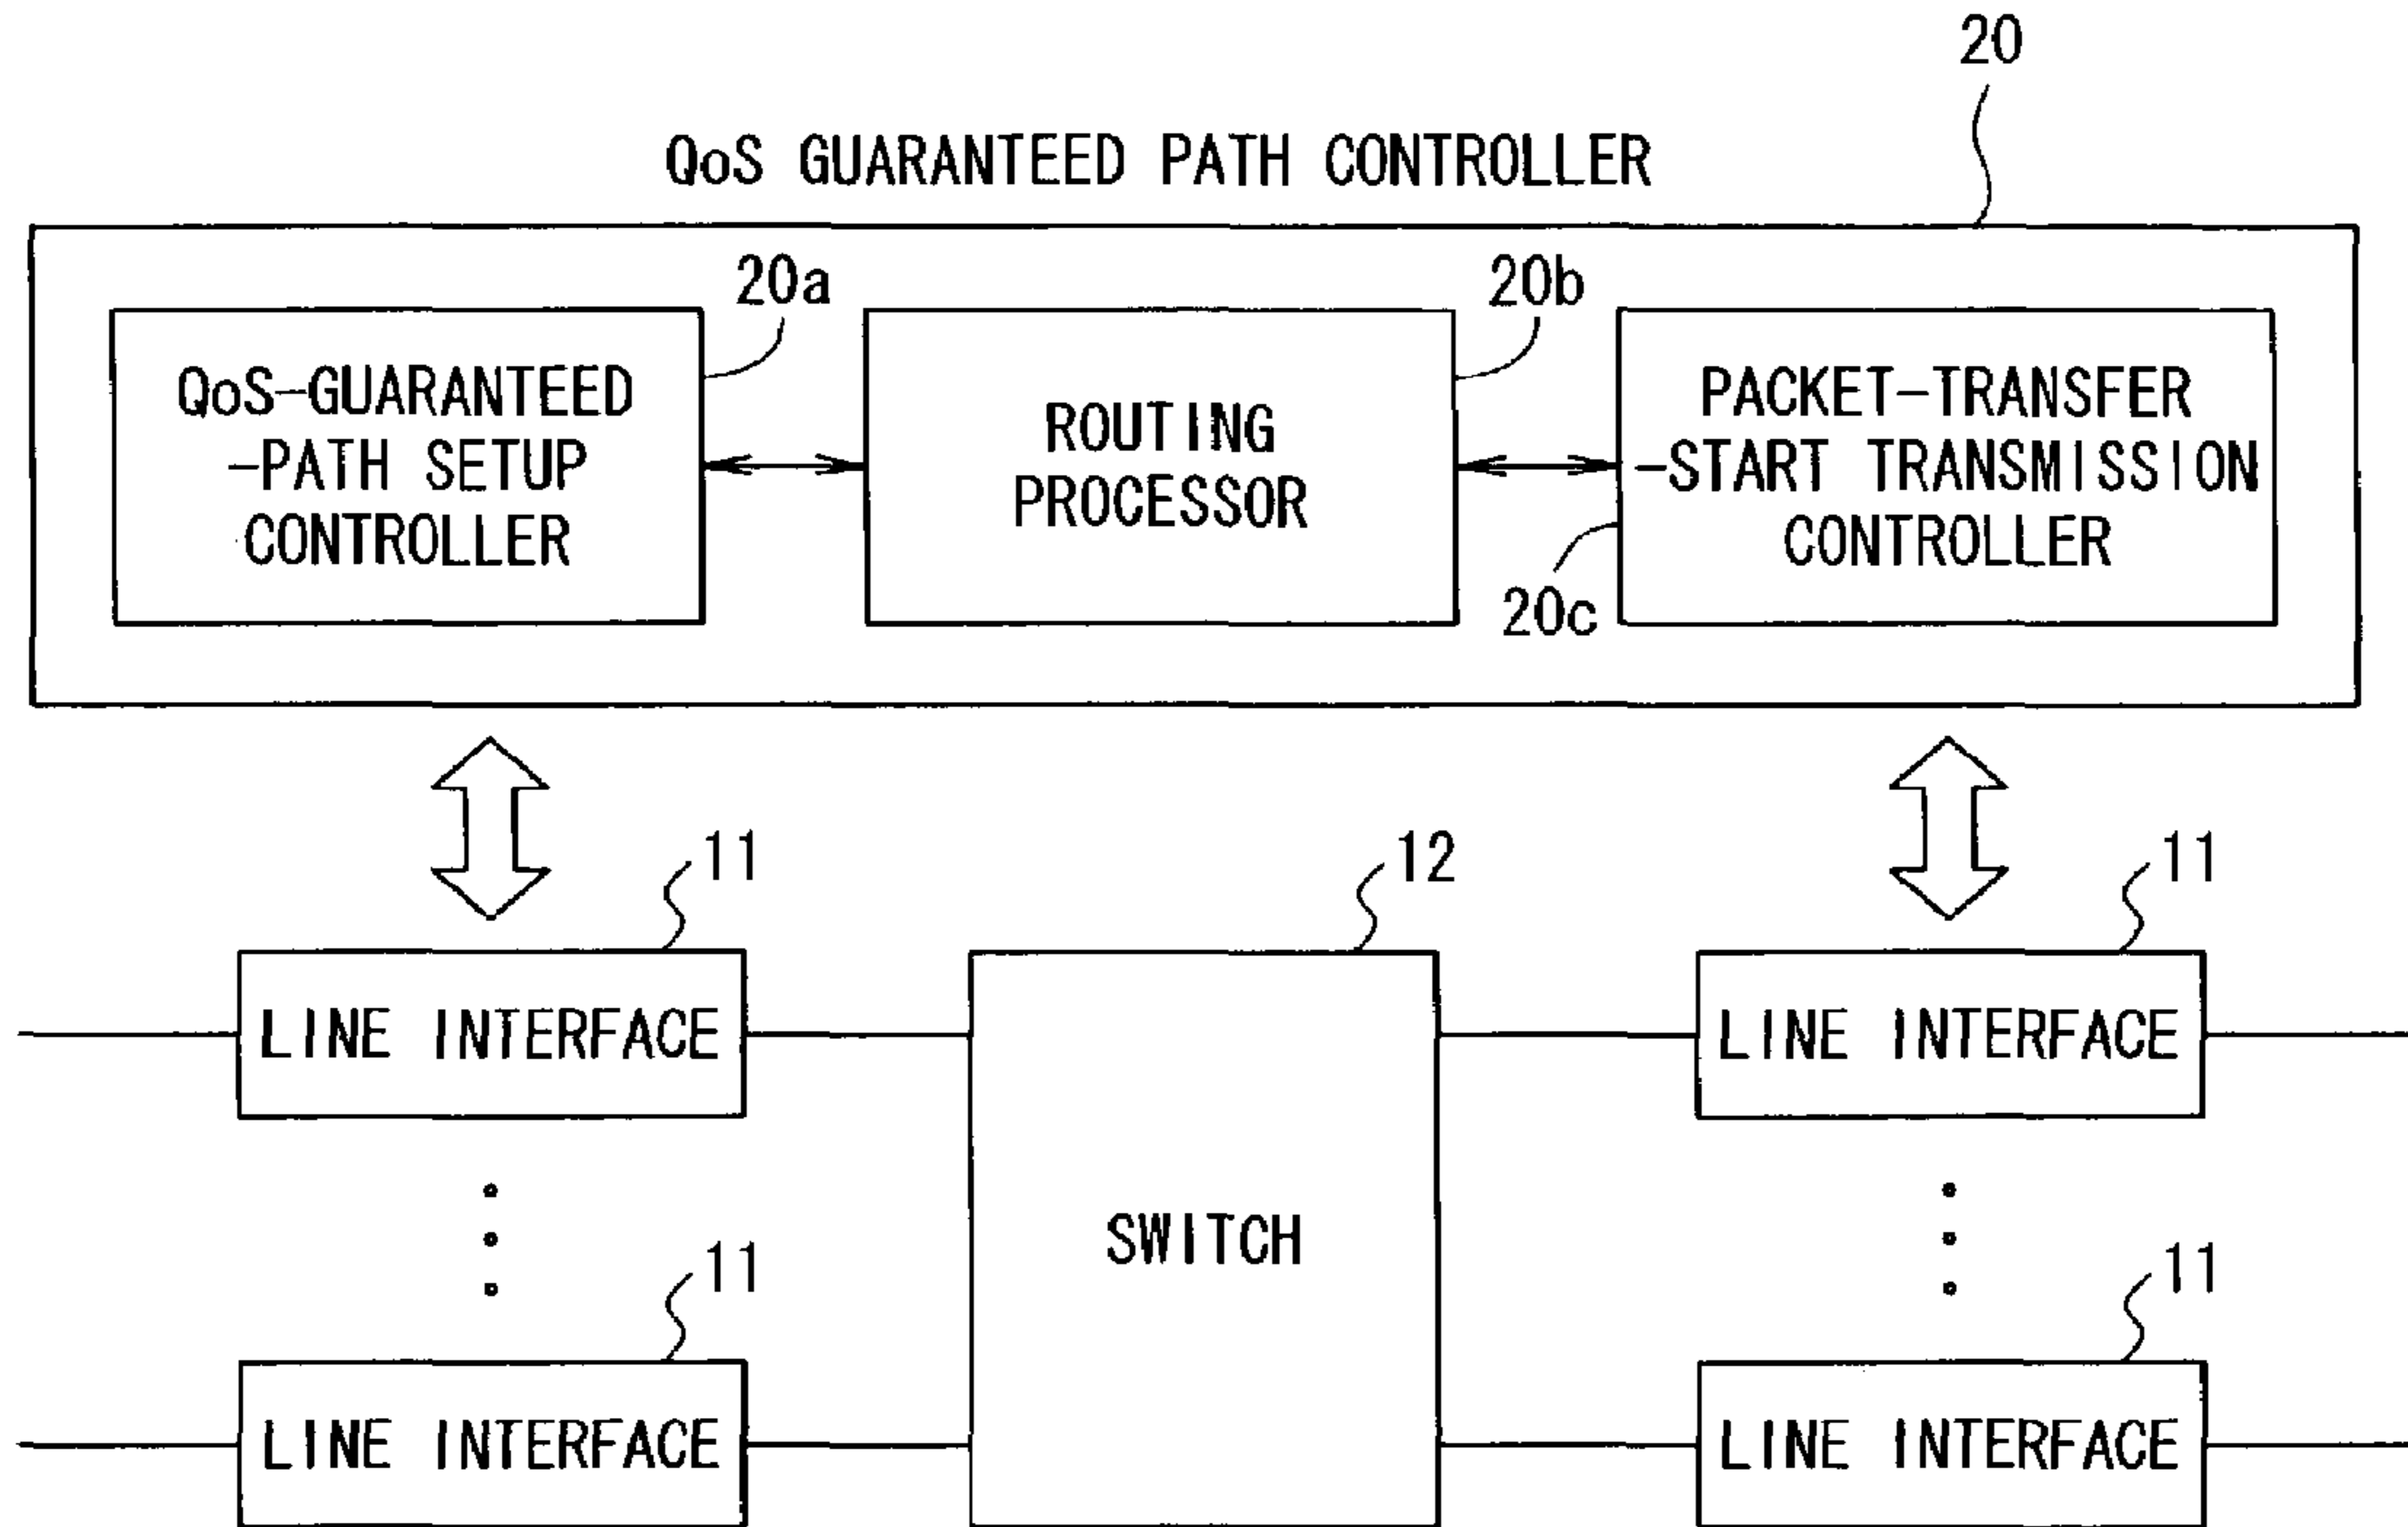 20
QoS GUARANTEED PATH CONTROLLER
20a
20b
QoS-GUARANTEED
-PATH SETUP
CONTROLLER
ROUTING
PROCESSOR
PACKET-TRANSFER
-START TRANSMISSION
CONTROLLER
20c
11
12
11
LINE INTERFACE
LINE INTERFACE
SWITCH
11
11
LINE INTERFACE
LINE INTERFACE